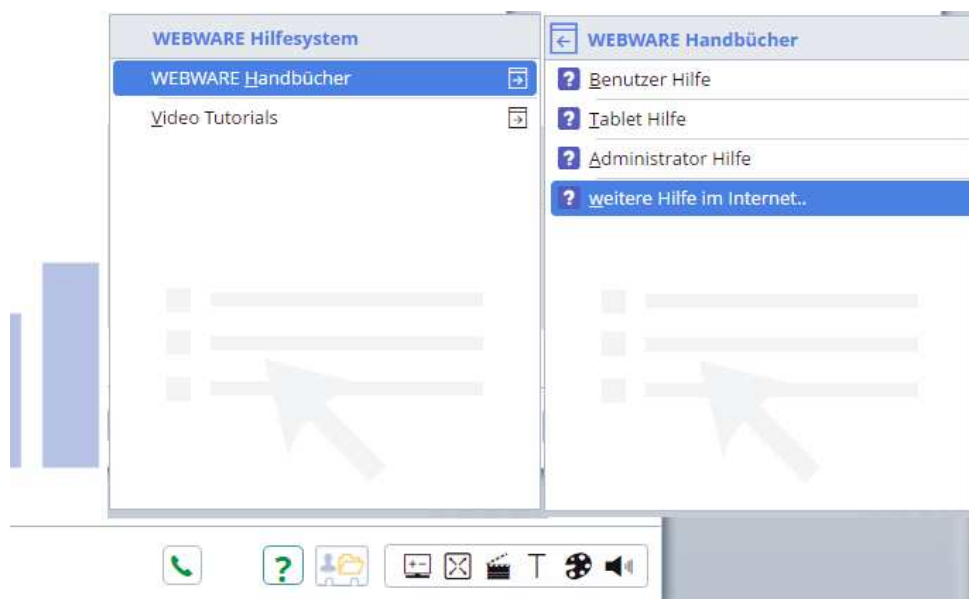 WEBWARE Hilfesystem
WEBWARE Handbücher
Video Tutorials
WEBWARE Handbücher
Benutzer Hilfe
Tablet Hilfe
Administrator Hilfe
weitere Hilfe im Internet..